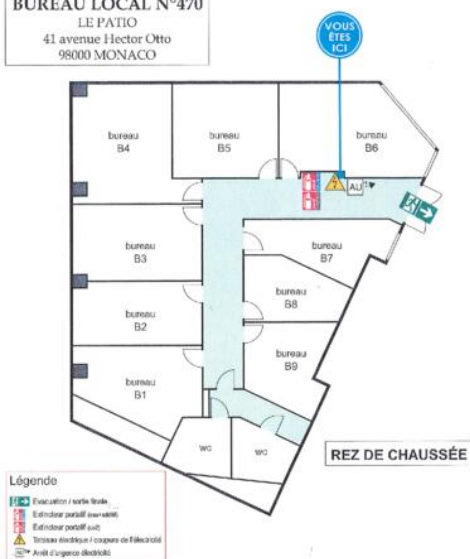 BUREAU LOCAL N°470
LE PATIO
41 avenue Hector Otto
98000 MONACO
VOUS
ÊTES
ICI
bureau
B4
bureau
B5
bureau
B6
AU
bureau
B3
bureau
B7
bureau
B8
bureau
B2
bureau
B9
bureau
B1
WC
WC
REZ DE CHAUSSÉE
Légende
Evacuation / sortie finale
Extincteur portatif
Extincteur portatif (co2)
Tableau électrique / coupure de l'électricité
Arrêt d'urgence électricité